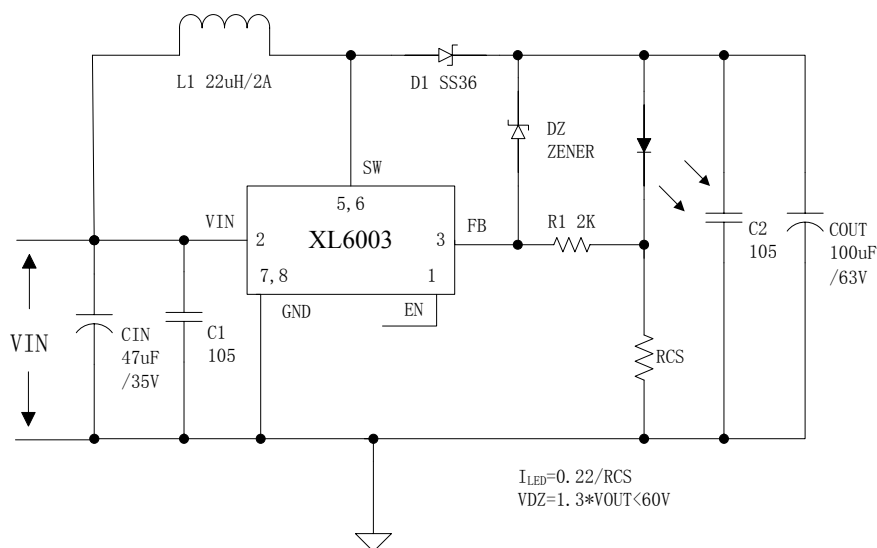 L1 22uH/2A
D1 SS36
DZ
ZENER
SW
5,6
VIN
2
XL6003
3
FB
R1 2K
7,8
1
GND
EN
C2
105
COUT
100uF
/63V
VIN
CIN
47uF
/35V
C1
105
RCS
ILED=0.22/RCS
VDZ=1.3*VOUT<60V